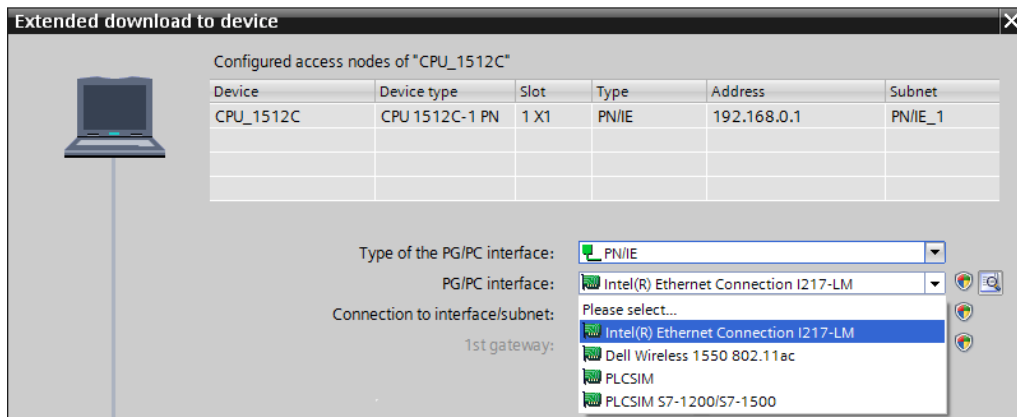 Extended download to device
Configured access nodes of "CPU_1512C"
Device Device type Slot Type Address Subnet
CPU_1512C CPU 1512C-1 PN 1 X1 PN/IE 192.168.0.1 PN/IE_1
Type of the PG/PC interface: PN/IE
PG/PC interface: Intel(R) Ethernet Connection I217-LM
Connection to interface/subnet: Please select...
Intel(R) Ethernet Connection I217-LM
1st gateway: Dell Wireless 1550 802.11ac
PLCSIM
PLCSIM S7-1200/S7-1500